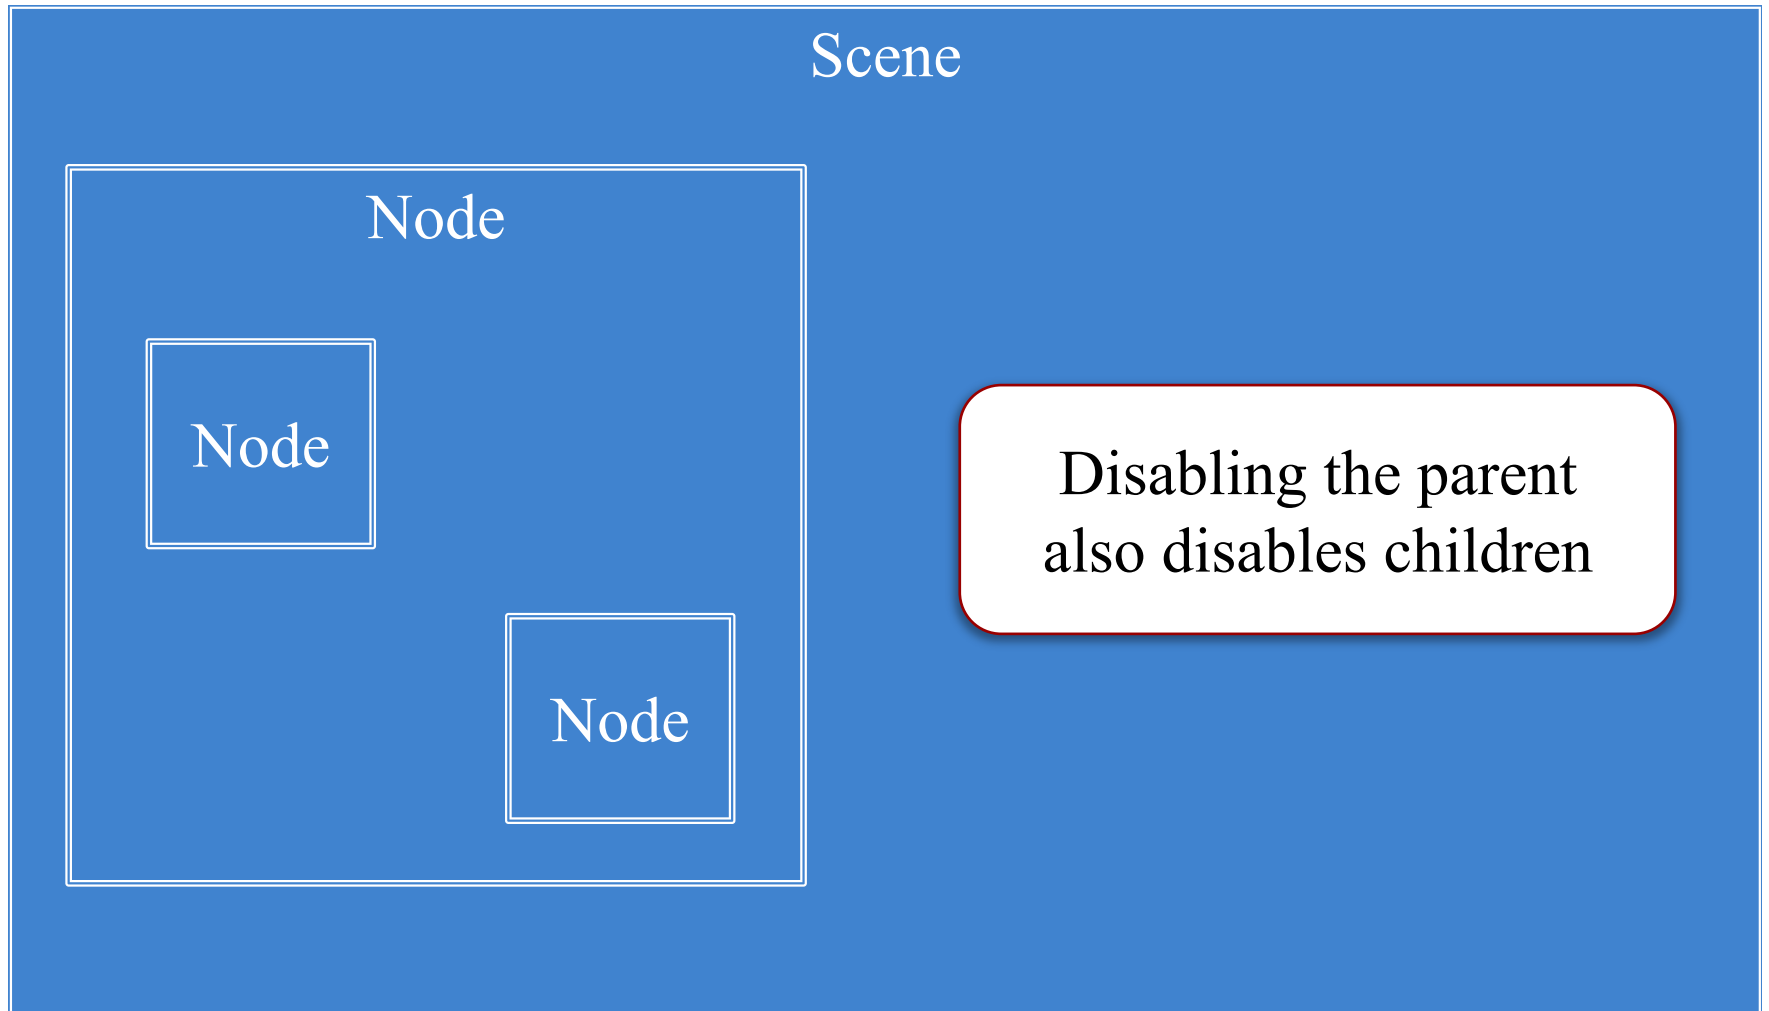 Scene
Node
Node
Node
Disabling the parent
also disables children